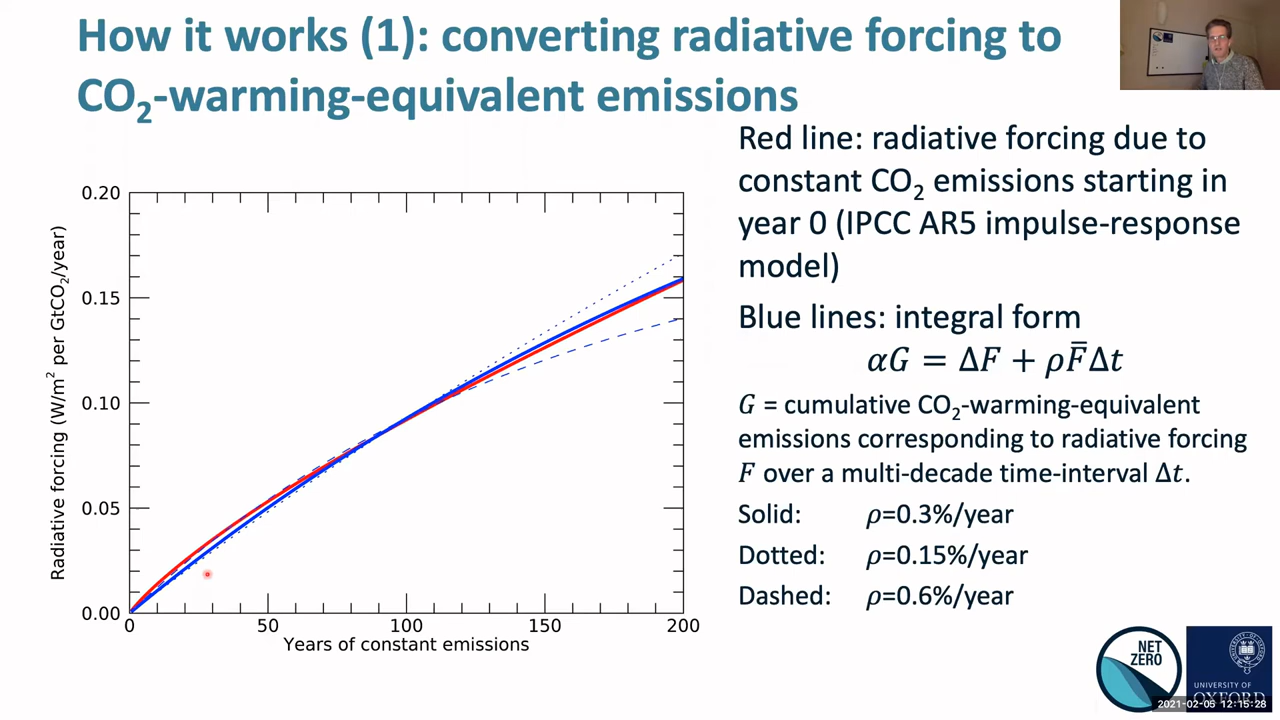 How it works (1): converting radiative forcing to
CO₂-warming-equivalent emissions
Red line: radiative forcing due to
constant CO₂ emissions starting in
year 0 (IPCC AR5 impulse-response
model)
Blue lines: integral form
αG = ΔF + ρF̄Δt
G = cumulative CO₂-warming-equivalent
emissions corresponding to radiative forcing
F over a multi-decade time-interval Δt.
Solid: ρ=0.3%/year
Dotted: ρ=0.15%/year
Dashed: ρ=0.6%/year
Radiative forcing (W/m² per GtCO₂/year)
0.20
0.15
0.10
0.05
0.00
0 50 100 150 200
Years of constant emissions
NET
ZERO
UNIVERSITY OF
OXFORD
2021-02-05 12:15:28